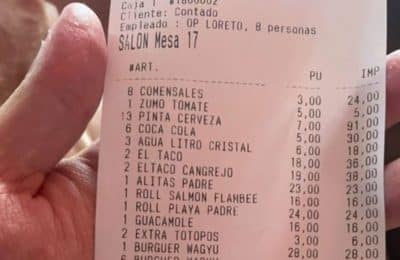 Caja 1
Cliente: Contado
Empleado : OP LORETO, 8 personas
SALON Mesa 17
#ART. PU IMP
8 COMENSALES 3,00 24,00
1 ZUMO TOMATE 5,00 5,00
13 PINTA CERVEZA 7,00 91,00
6 COCA COLA 5,00 30,00
3 AGUA LITRO CRISTAL 6,00 18,00
2 EL TACO 18,00 36,00
2 ELTACO CANGREJO 19,00 38,00
1 ALITAS PADRE 23,00 23,00
1 ROLL SALMON FLAMBEE 16,00 16,00
1 ROLL PLAYA PADRE 24,00 24,00
1 GUACAMOLE 16,00 16,00
2 EXTRA TOTOPOS 3,00 6,00
1 BURGUER WAGYU 28,00 28,00